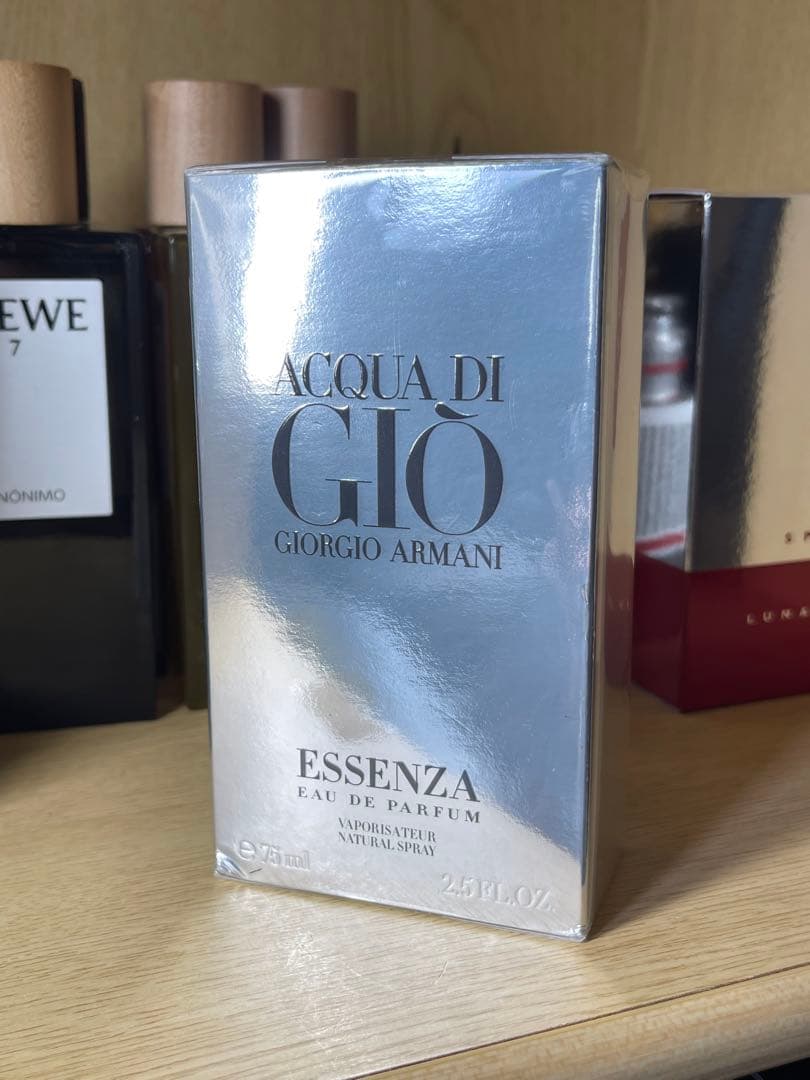 ACQUA DI
GIÒ
GIORGIO ARMANI
ESSENZA
EAU DE PARFUM
VAPORISATEUR
NATURAL SPRAY
℮ 75 ml
2.5 FL.OZ.
EWE
7
NÓNIMO
SP
LUNA